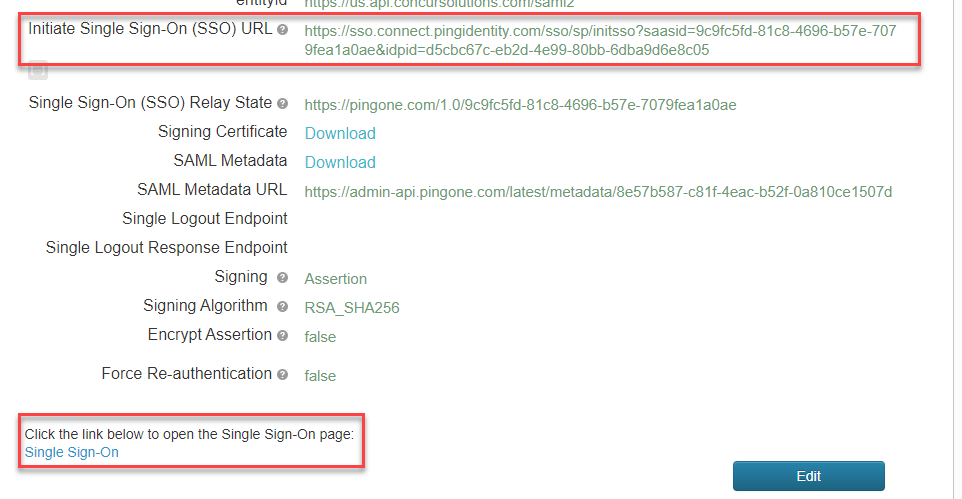 entityId https://us.api.concursolutions.com/saml2
Initiate Single Sign-On (SSO) URL https://sso.connect.pingidentity.com/sso/sp/initsso?saasid=9c9fc5fd-81c8-4696-b57e-707
9fea1a0ae&idpid=d5cbc67c-eb2d-4e99-80bb-6dba9d6e8c05
Single Sign-On (SSO) Relay State https://pingone.com/1.0/9c9fc5fd-81c8-4696-b57e-7079fea1a0ae
Signing Certificate Download
SAML Metadata Download
SAML Metadata URL https://admin-api.pingone.com/latest/metadata/8e57b587-c81f-4eac-b52f-0a810ce1507d
Single Logout Endpoint
Single Logout Response Endpoint
Signing Assertion
Signing Algorithm RSA_SHA256
Encrypt Assertion false
Force Re-authentication false
Click the link below to open the Single Sign-On page:
Single Sign-On
Edit